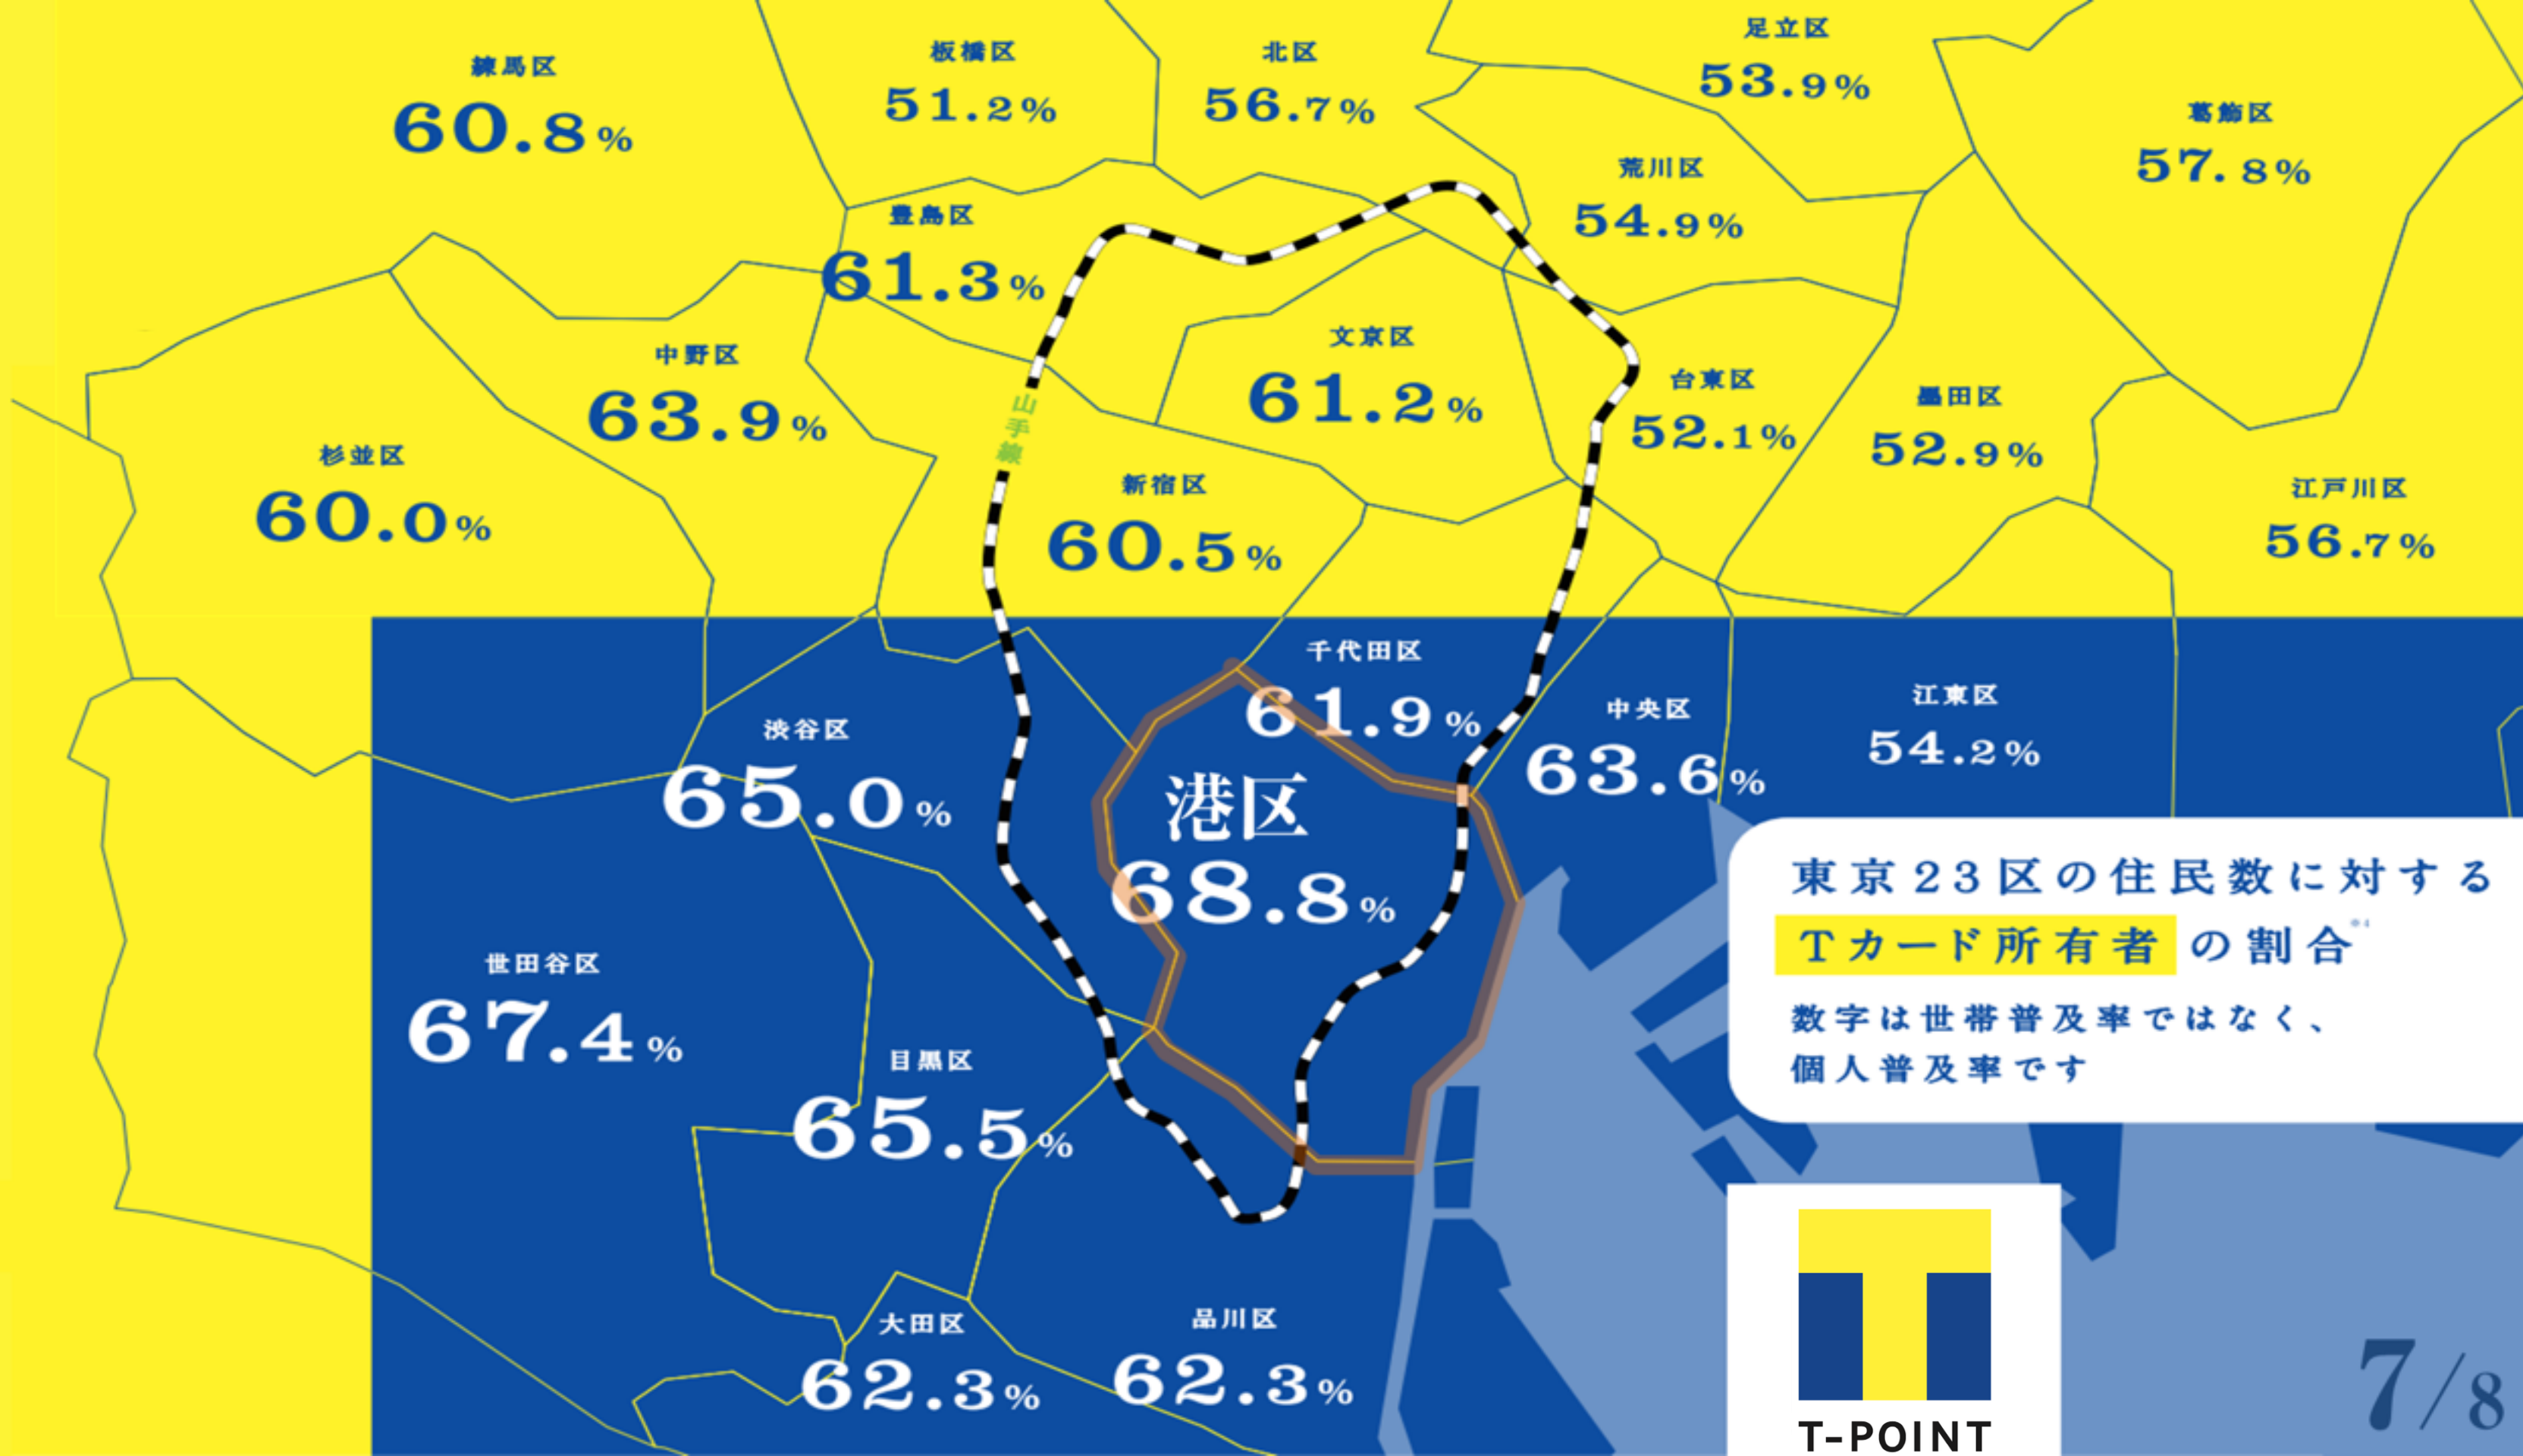 足立区
53.9%
板橋区
51.2%
北区
56.7%
練馬区
60.8%
葛飾区
57.8%
荒川区
54.9%
豊島区
61.3%
文京区
61.2%
中野区
63.9%
台東区
52.1%
墨田区
52.9%
山手線
杉並区
60.0%
新宿区
60.5%
江戸川区
56.7%
千代田区
61.9%
中央区
63.6%
江東区
54.2%
渋谷区
65.0%
港区
68.8%
東京23区の住民数に対する
Tカード所有者の割合※4
数字は世帯普及率ではなく、
個人普及率です
世田谷区
67.4%
目黒区
65.5%
大田区
62.3%
品川区
62.3%
T-POINT
7/8